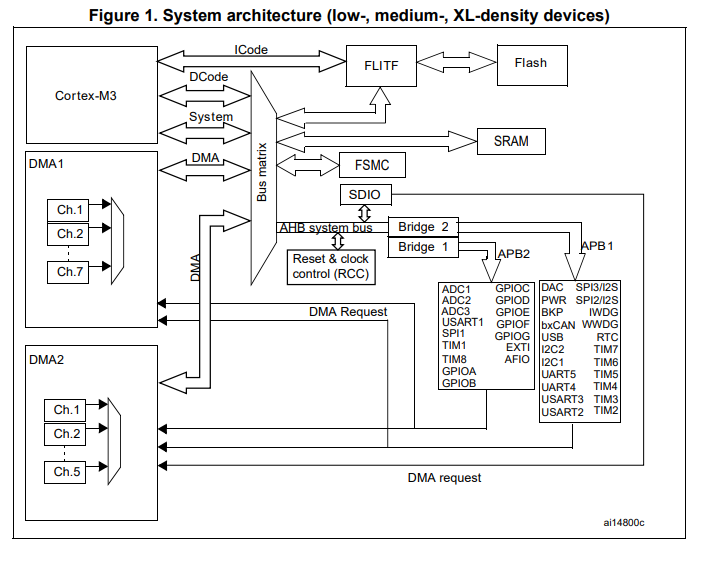 Figure 1. System architecture (low-, medium-, XL-density devices)
ICode
FLITF
Flash
Cortex-M3
DCode
System
SRAM
DMA1
DMA
Bus matrix
FSMC
SDIO
Ch.1
Ch.2
Ch.7
AHB system bus
Bridge 2
Bridge 1
APB2
APB1
Reset & clock
control (RCC)
DMA
DMA Request
ADC1 GPIOC
ADC2 GPIOD
ADC3 GPIOE
USART1 GPIOF
SPI1 GPIOG
TIM1 EXTI
TIM8 AFIO
GPIOA
GPIOB
DAC SPI3/I2S
PWR SPI2/I2S
BKP IWDG
bxCAN WWDG
USB RTC
I2C2 TIM7
I2C1 TIM6
UART5 TIM5
UART4 TIM4
USART3 TIM3
USART2 TIM2
DMA2
Ch.1
Ch.2
Ch.5
DMA request
ai14800c